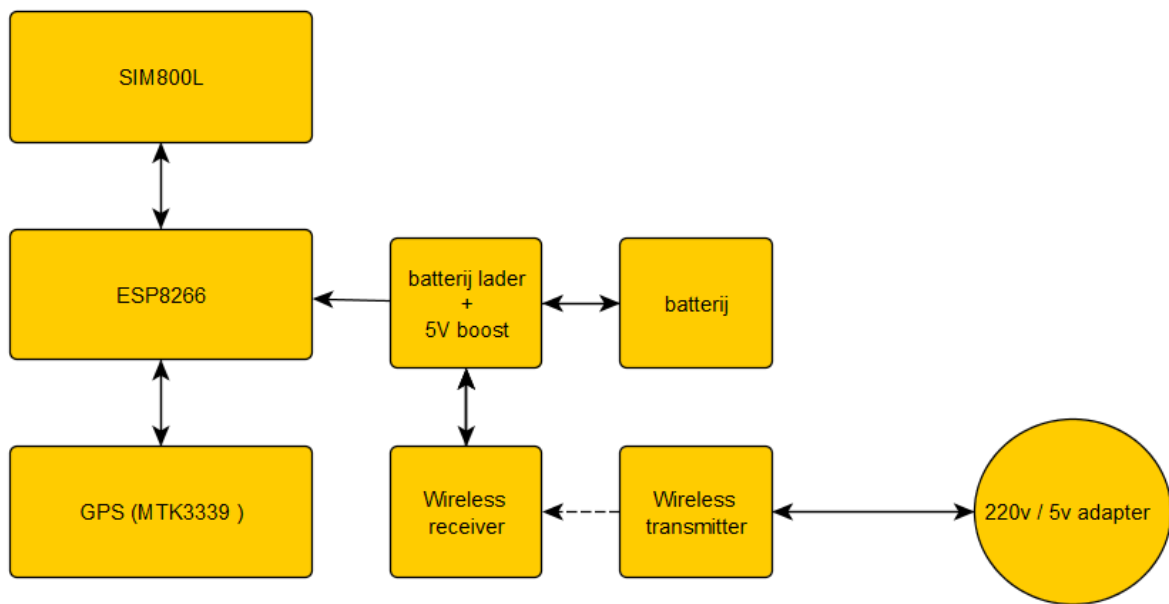 SIM800L
ESP8266
batterij lader
+
5V boost
batterij
GPS (MTK3339 )
Wireless
receiver
Wireless
transmitter
220v / 5v adapter